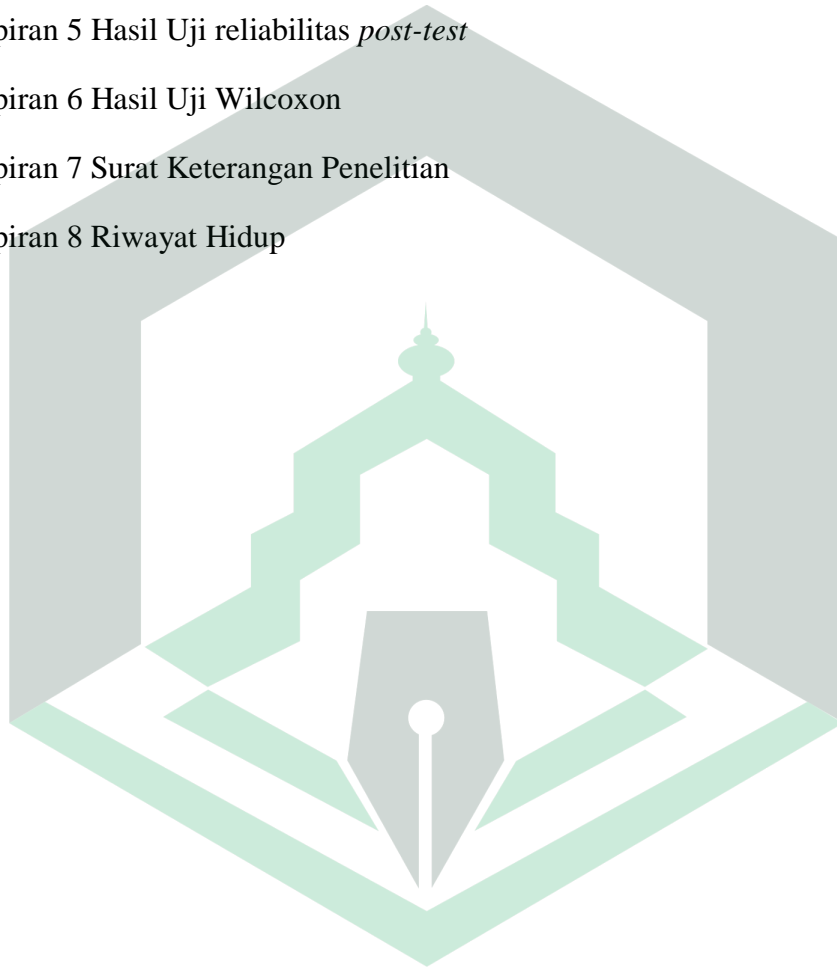 piran 5 Hasil Uji reliabilitas post-test
piran 6 Hasil Uji Wilcoxon
piran 7 Surat Keterangan Penelitian
piran 8 Riwayat Hidup